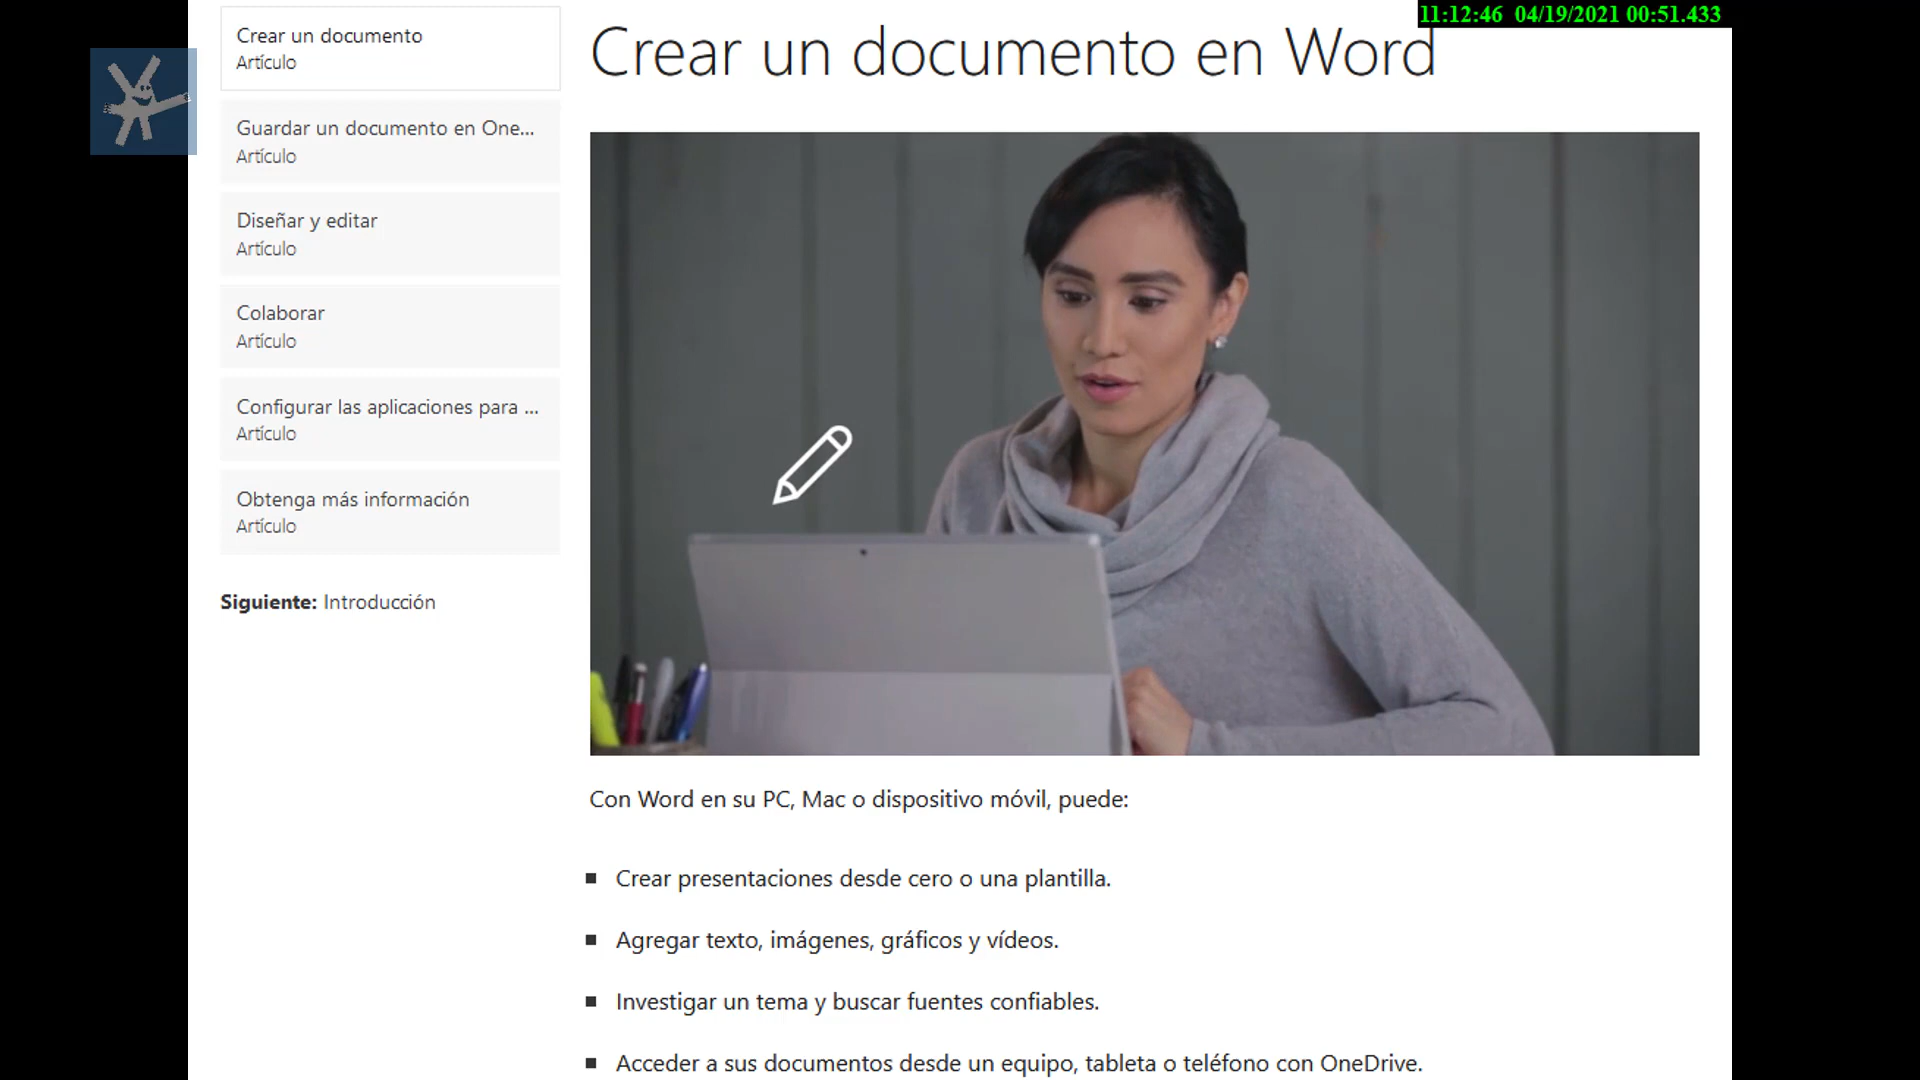 11:12:46 04/19/2021 00:51.433
Crear un documento
Artículo
Guardar un documento en One...
Artículo
Diseñar y editar
Artículo
Colaborar
Artículo
Configurar las aplicaciones para ...
Artículo
Obtenga más información
Artículo
Siguiente: Introducción
Crear un documento en Word
Con Word en su PC, Mac o dispositivo móvil, puede:
Crear presentaciones desde cero o una plantilla.
Agregar texto, imágenes, gráficos y vídeos.
Investigar un tema y buscar fuentes confiables.
Acceder a sus documentos desde un equipo, tableta o teléfono con OneDrive.